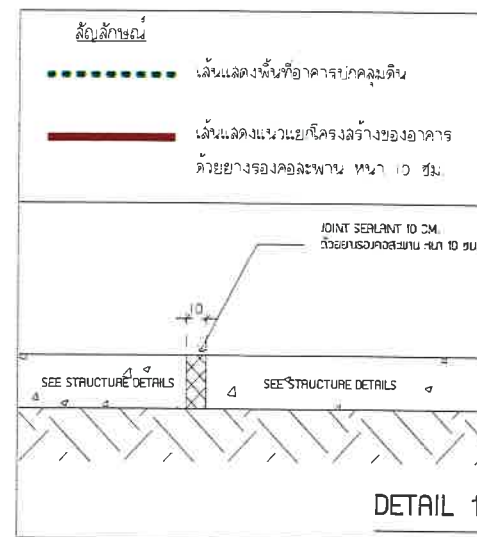 สัญลักษณ์
เส้นแสดงพื้นที่อาคารปกคลุมดิน
เส้นแสดงแนวแยกโครงสร้างของอาคาร
ด้วยยางรองคอสะพาน หนา 10 ซม.
JOINT SEALANT 10 CM.
ด้วยยางรองคอสะพาน หนา 10 ซม
10
SEE STRUCTURE DETAILS
SEE STRUCTURE DETAILS
DETAIL 1